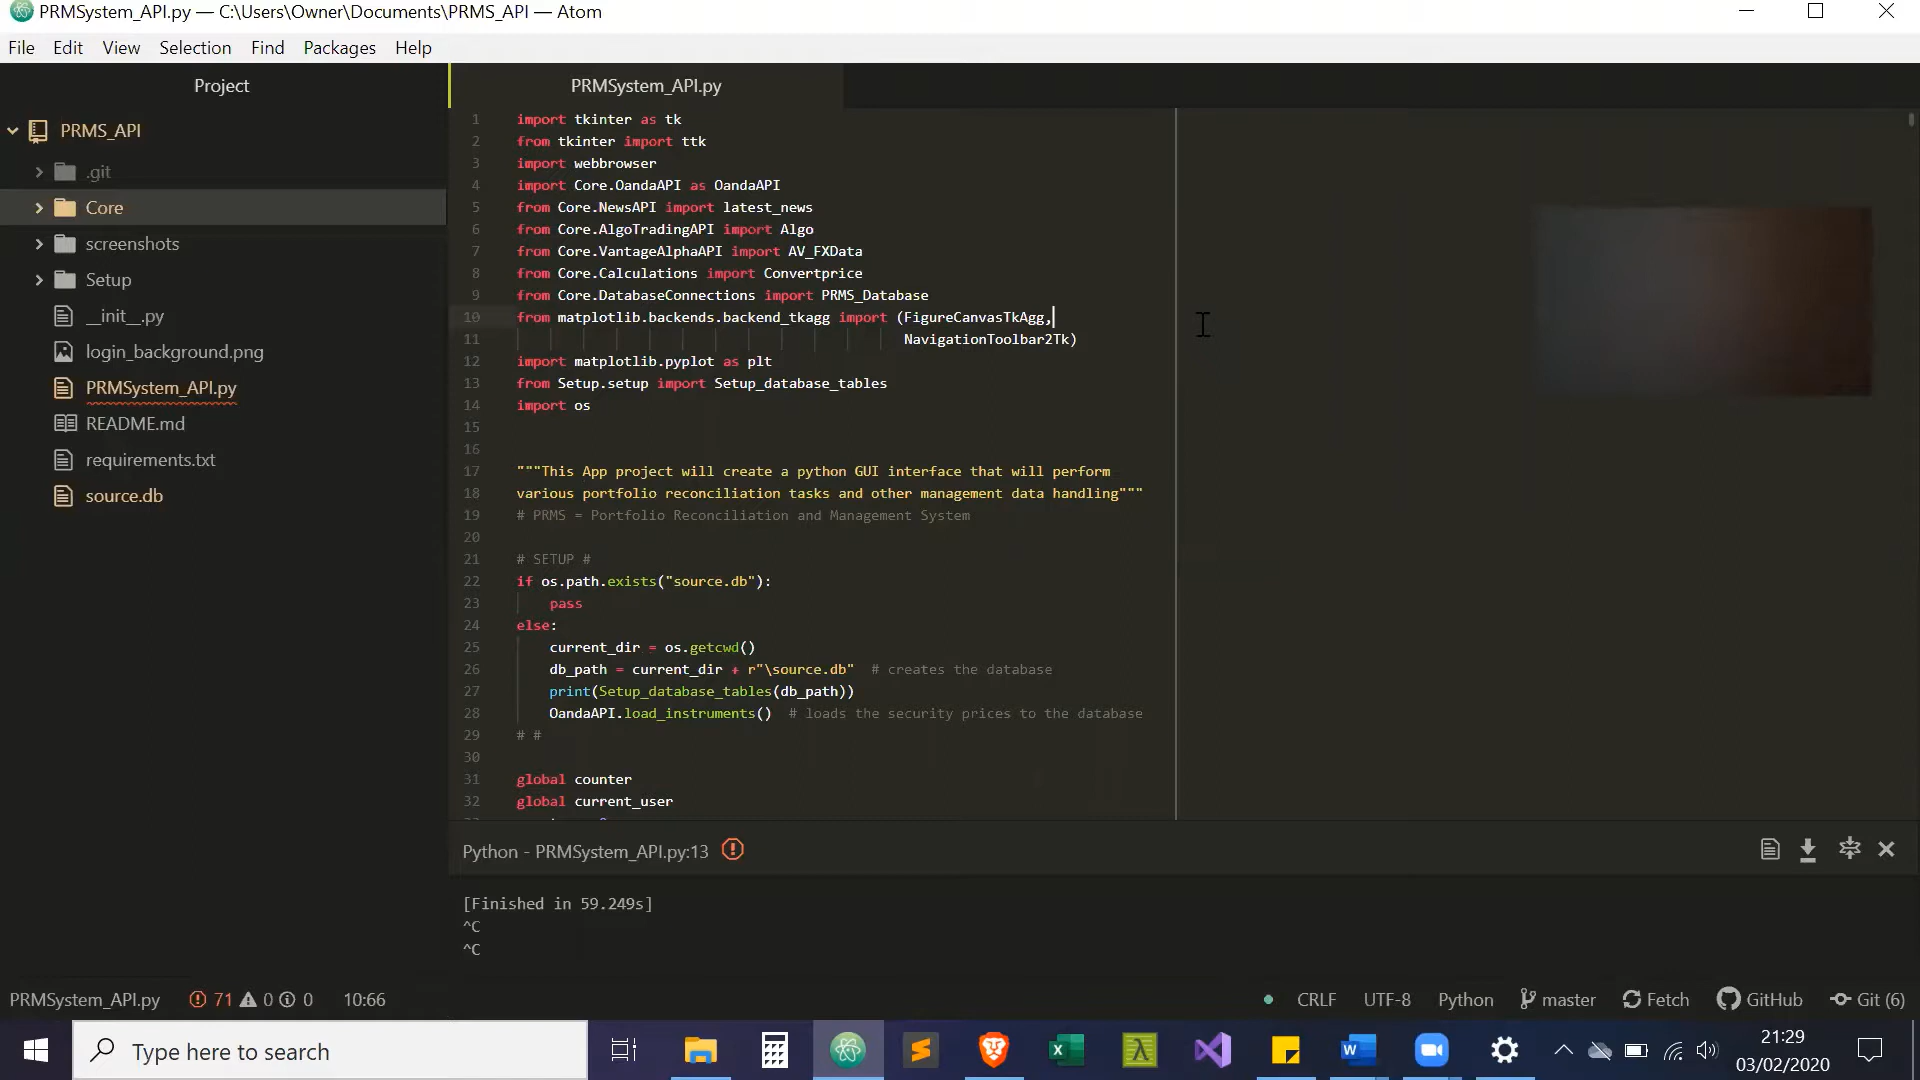 PRMSystem_API.py — C:\Users\Owner\Documents\PRMS_API — Atom
File Edit View Selection Find Packages Help
Project
PRMS_API
.git
Core
screenshots
Setup
__init__.py
login_background.png
PRMSystem_API.py
README.md
requirements.txt
source.db
PRMSystem_API.py
1 import tkinter as tk
2 from tkinter import ttk
3 import webbrowser
4 import Core.OandaAPI as OandaAPI
5 from Core.NewsAPI import latest_news
6 from Core.AlgoTradingAPI import Algo
7 from Core.VantageAlphaAPI import AV_FXData
8 from Core.Calculations import Convertprice
9 from Core.DatabaseConnections import PRMS_Database
10 from matplotlib.backends.backend_tkagg import (FigureCanvasTkAgg,
11 NavigationToolbar2Tk)
12 import matplotlib.pyplot as plt
13 from Setup.setup import Setup_database_tables
14 import os
15
16
17 """This App project will create a python GUI interface that will perform
18 various portfolio reconciliation tasks and other management data handling"""
19 # PRMS = Portfolio Reconciliation and Management System
20
21 # SETUP #
22 if os.path.exists("source.db"):
23 pass
24 else:
25 current_dir = os.getcwd()
26 db_path = current_dir + r"\source.db" # creates the database
27 print(Setup_database_tables(db_path))
28 OandaAPI.load_instruments() # loads the security prices to the database
29 # #
30
31 global counter
32 global current_user
Python - PRMSystem_API.py:13
[Finished in 59.249s]
^C
^C
PRMSystem_API.py 71 0 0 10:66 CRLF UTF-8 Python master Fetch GitHub Git (6)
Type here to search
21:29
03/02/2020